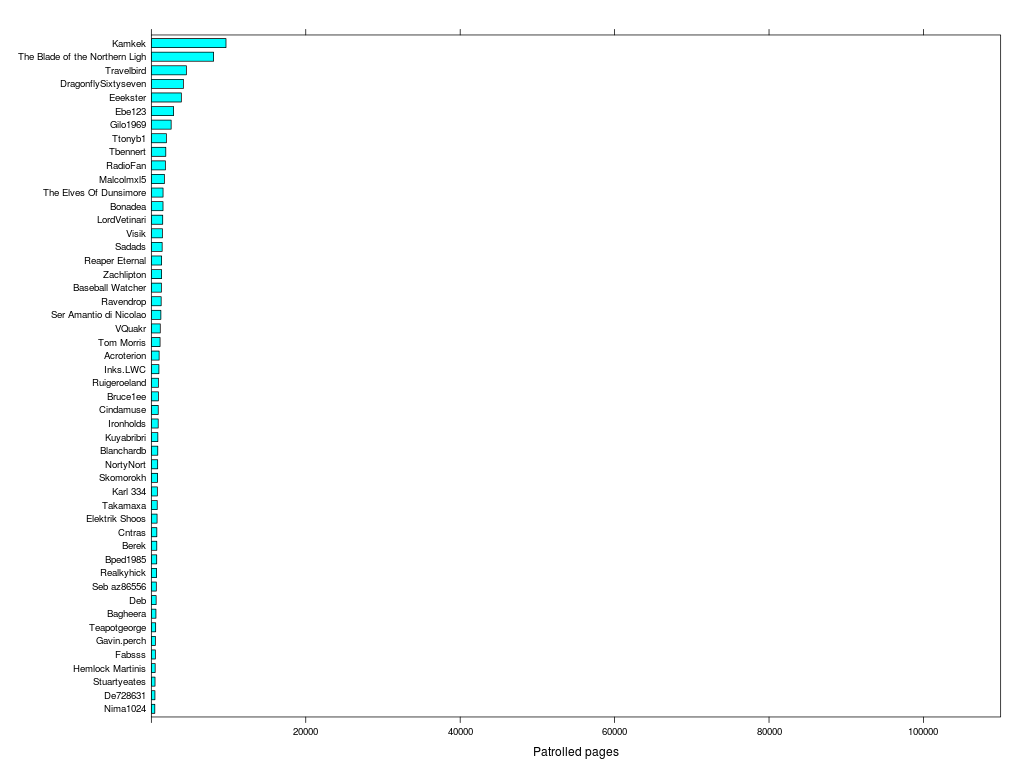 Kamkek
The Blade of the Northern Ligh
Travelbird
DragonflySixtyseven
Eeekster
Ebe123
Gilo1969
Ttonyb1
Tbennert
RadioFan
Malcolmxl5
The Elves Of Dunsimore
Bonadea
LordVetinari
Visik
Sadads
Reaper Eternal
Zachlipton
Baseball Watcher
Ravendrop
Ser Amantio di Nicolao
VQuakr
Tom Morris
Acroterion
Inks.LWC
Ruigeroeland
Bruce1ee
Cindamuse
Ironholds
Kuyabribri
Blanchardb
NortyNort
Skomorokh
Karl 334
Takamaxa
Elektrik Shoos
Cntras
Berek
Bped1985
Realkyhick
Seb az86556
Deb
Bagheera
Teapotgeorge
Gavin.perch
Fabsss
Hemlock Martinis
Stuartyeates
De728631
Nima1024
20000 40000 60000 80000 100000
Patrolled pages